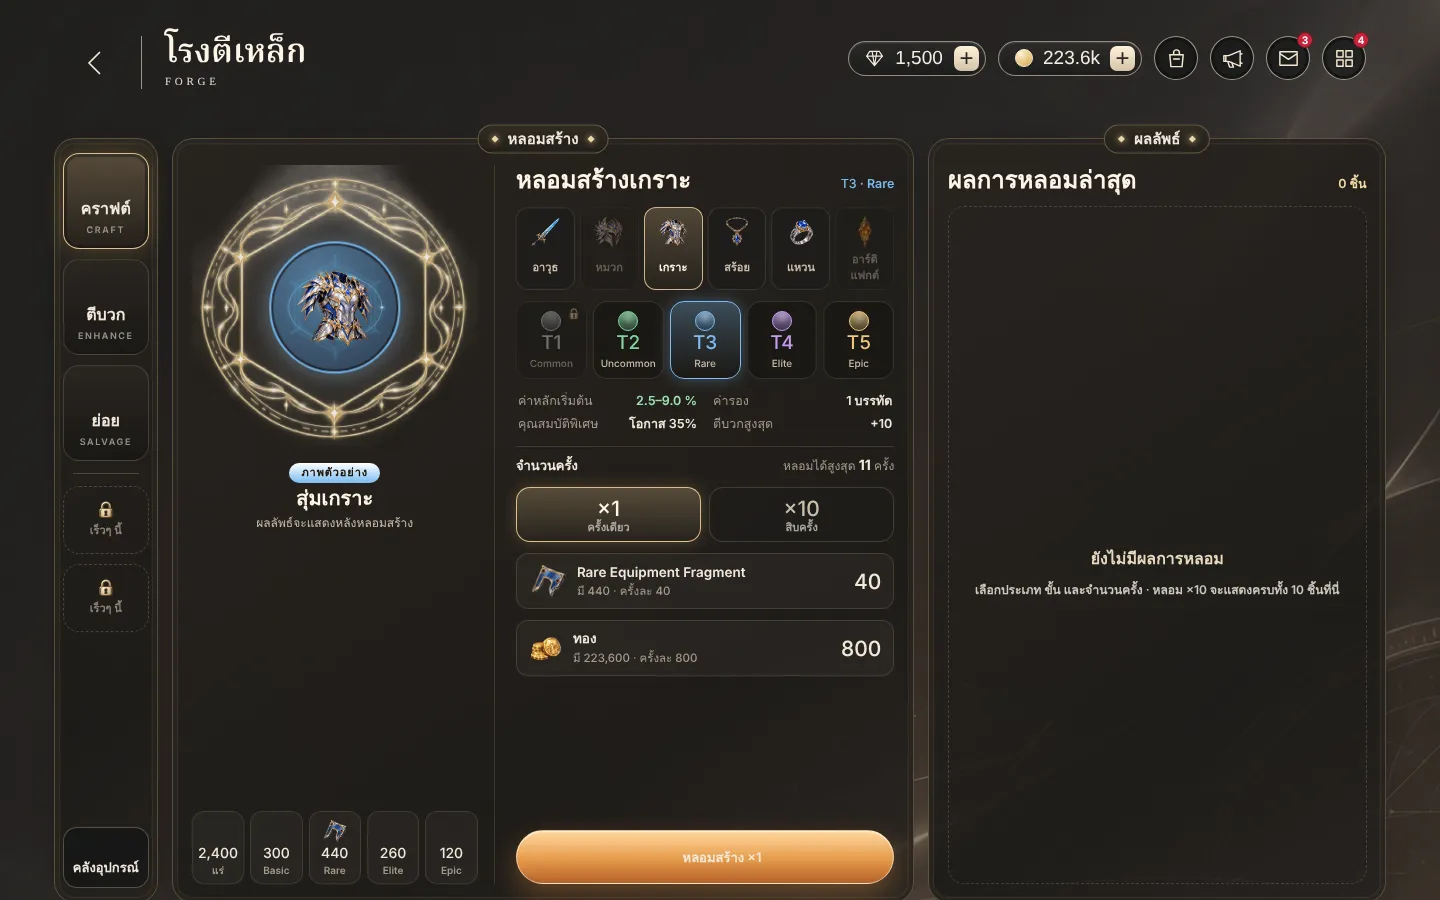 โรงตีเหล็ก
FORGE
1,500
+
223.6k
+
3
4
คราฟต์
CRAFT
ตีบวก
ENHANCE
ย่อย
SALVAGE
เร็วๆ นี้
เร็วๆ นี้
คลังอุปกรณ์
หลอมสร้าง
ภาพตัวอย่าง
สุ่มเกราะ
ผลลัพธ์จะแสดงหลังหลอมสร้าง
2,400
แร่
300
Basic
440
Rare
260
Elite
120
Epic
หลอมสร้างเกราะ
T3 · Rare
อาวุธ
หมวก
เกราะ
สร้อย
แหวน
อาร์ติ
แฟกต์
T1
Common
T2
Uncommon
T3
Rare
T4
Elite
T5
Epic
ค่าหลักเริ่มต้น 2.5–9.0 % ค่ารอง 1 บรรทัด
คุณสมบัติพิเศษ โอกาส 35% ตีบวกสูงสุด +10
จำนวนครั้ง
หลอมได้สูงสุด 11 ครั้ง
×1
ครั้งเดียว
×10
สิบครั้ง
Rare Equipment Fragment
มี 440 · ครั้งละ 40
40
ทอง
มี 223,600 · ครั้งละ 800
800
หลอมสร้าง ×1
ผลลัพธ์
ผลการหลอมล่าสุด
0 ชิ้น
ยังไม่มีผลการหลอม
เลือกประเภท ขั้น และจำนวนครั้ง · หลอม ×10 จะแสดงครบทั้ง 10 ชิ้นที่นี่